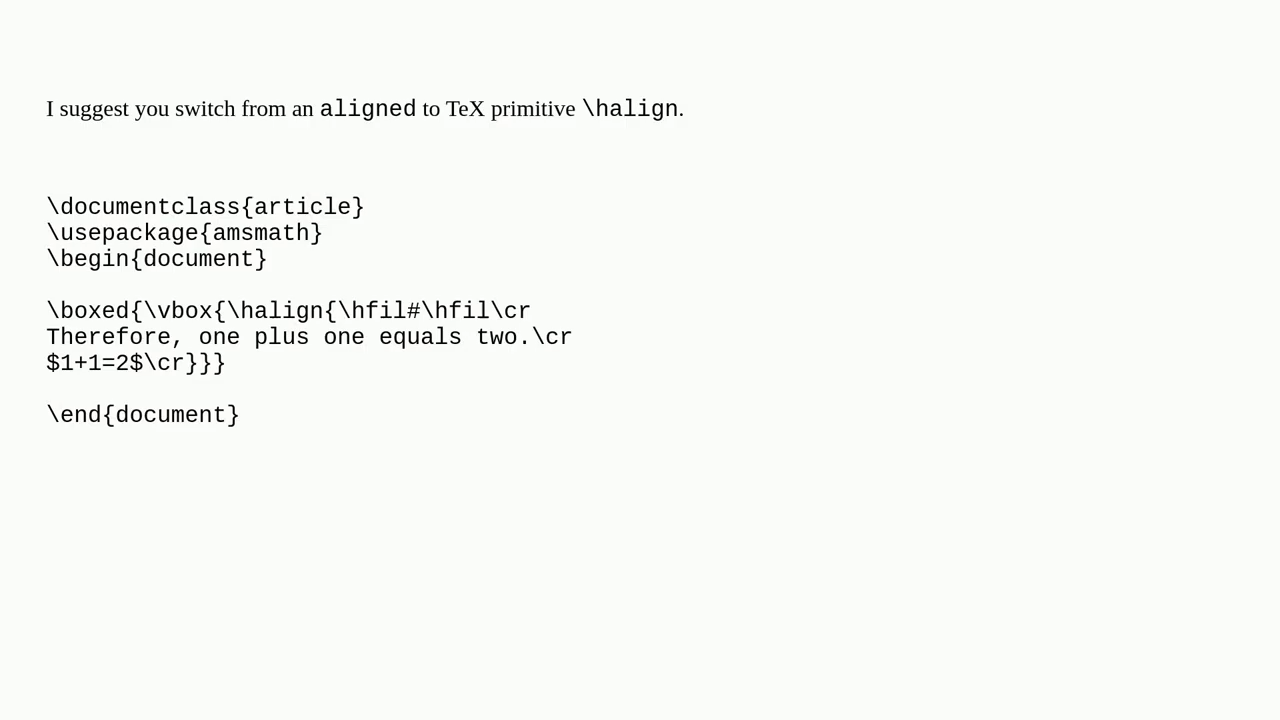 I suggest you switch from an aligned to TeX primitive \halign.
\documentclass{article}
\usepackage{amsmath}
\begin{document}
\boxed{\vbox{\halign{\hfil#\hfil\cr
Therefore, one plus one equals two.\cr
$1+1=2$\cr}}}
\end{document}